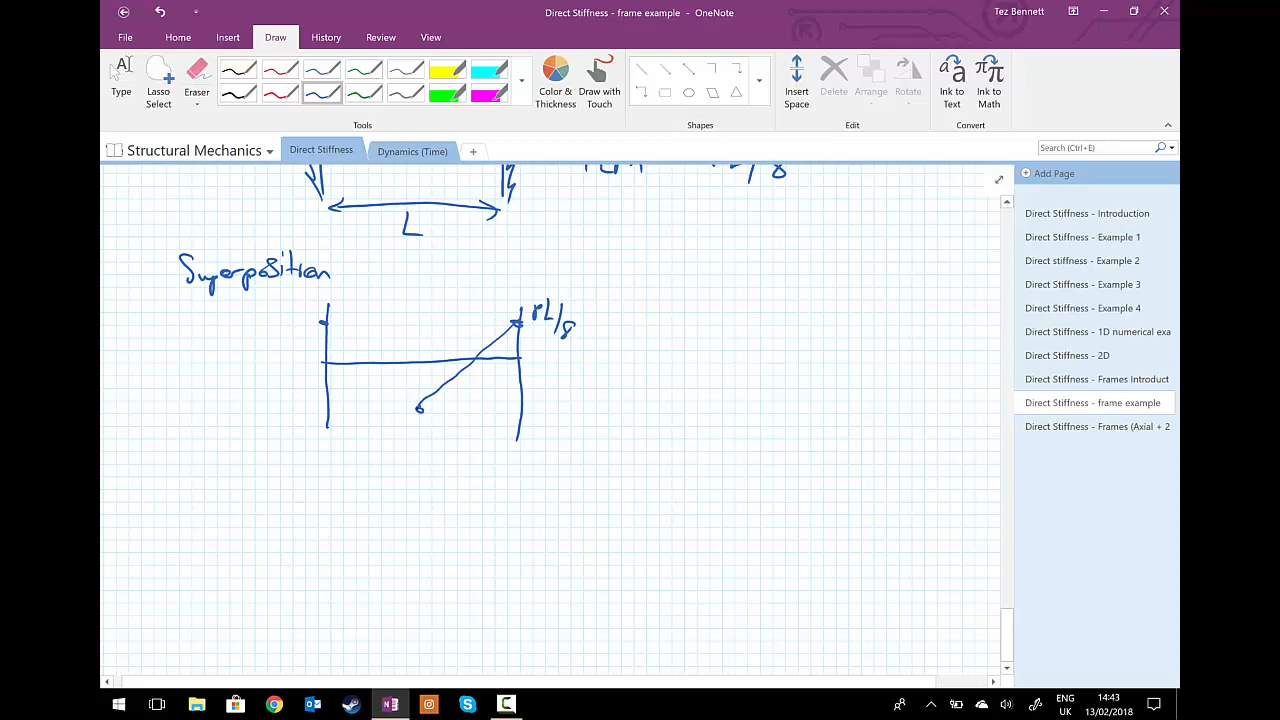 Direct Stiffness - frame example - OneNote
Tez Bennett
File Home Insert Draw History Review View
Type
Lasso Select
Eraser
Color & Thickness
Draw with Touch
Insert Space
Delete
Arrange
Rotate
Ink to Text
Ink to Math
Tools
Shapes
Edit
Convert
Structural Mechanics
Direct Stiffness
Dynamics (Time)
Search (Ctrl+E)
Add Page
Direct Stiffness - Introduction
Direct Stiffness - Example 1
Direct stiffness - Example 2
Direct Stiffness - Example 3
Direct Stiffness - Example 4
Direct Stiffness - 1D numerical exa
Direct Stiffness - 2D
Direct Stiffness - Frames Introduct
Direct Stiffness - frame example
Direct Stiffness - Frames (Axial + 2
L
Superposition
PL/8
ENG
UK
14:43
13/02/2018